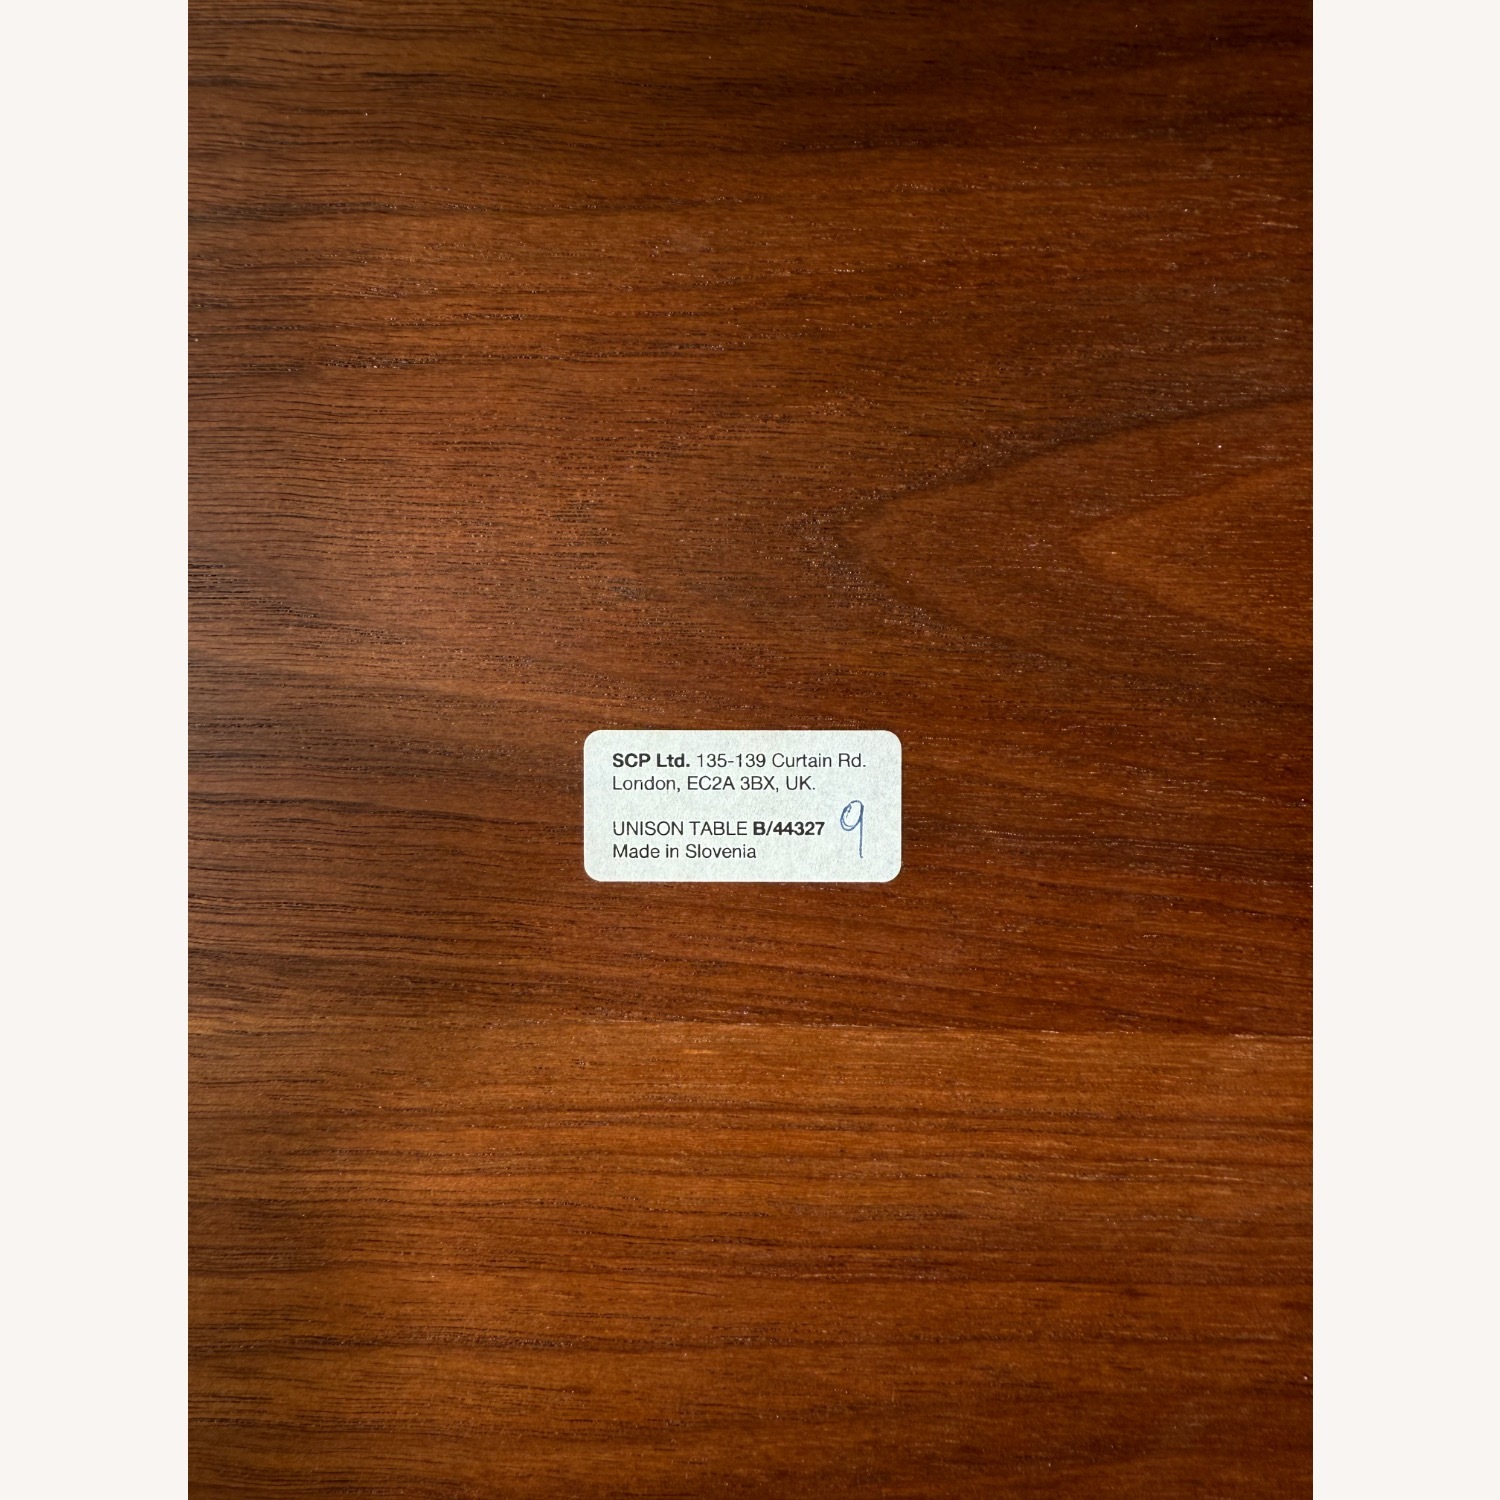 SCP Ltd. 135-139 Curtain Rd.
London, EC2A 3BX, UK.
UNISON TABLE B/44327 9
Made in Slovenia